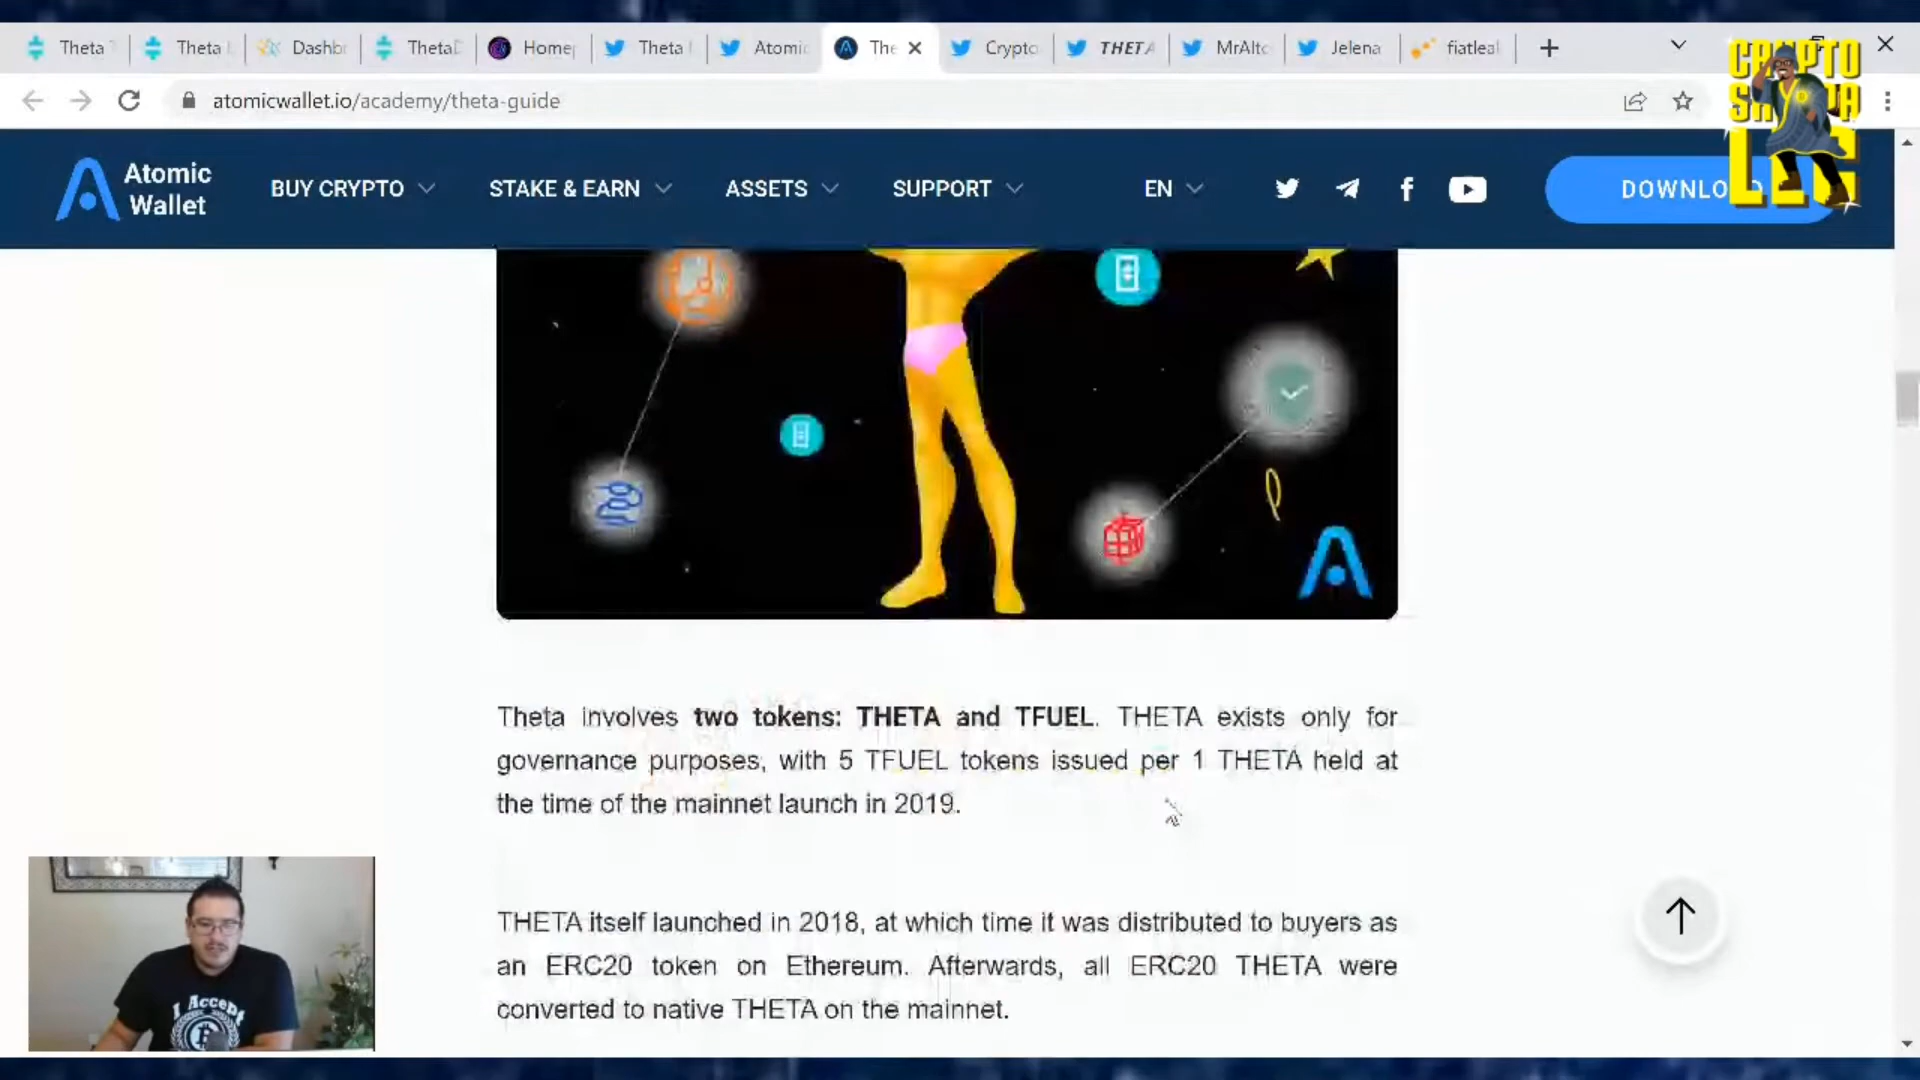 Theta
Theta
Dashb
Theta
Home
Theta
Atomic
The
Crypto
THETA
MrAlto
Jelena
fiatleak
CRYPTO
LEO
atomicwallet.io/academy/theta-guide
Atomic
Wallet
BUY CRYPTO
STAKE & EARN
ASSETS
SUPPORT
EN
DOWNLO
Theta involves two tokens: THETA and TFUEL. THETA exists only for
governance purposes, with 5 TFUEL tokens issued per 1 THETA held at
the time of the mainnet launch in 2019.
THETA itself launched in 2018, at which time it was distributed to buyers as
an ERC20 token on Ethereum. Afterwards, all ERC20 THETA were
converted to native THETA on the mainnet.
I Accept